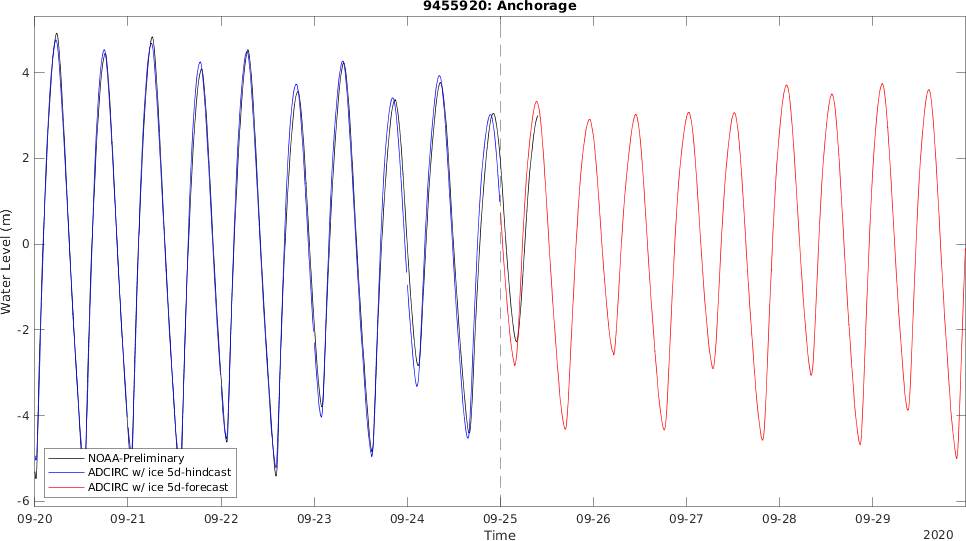 9455920: Anchorage
Water Level (m)
4
2
0
-2
-4
-6
NOAA-Preliminary
ADCIRC w/ ice 5d-hindcast
ADCIRC w/ ice 5d-forecast
09-20 09-21 09-22 09-23 09-24 09-25 09-26 09-27 09-28 09-29
Time
2020